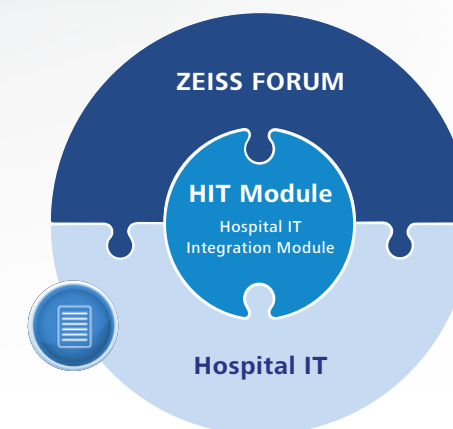 ZEISS FORUM
HIT Module
Hospital IT
Integration Module
Hospital IT